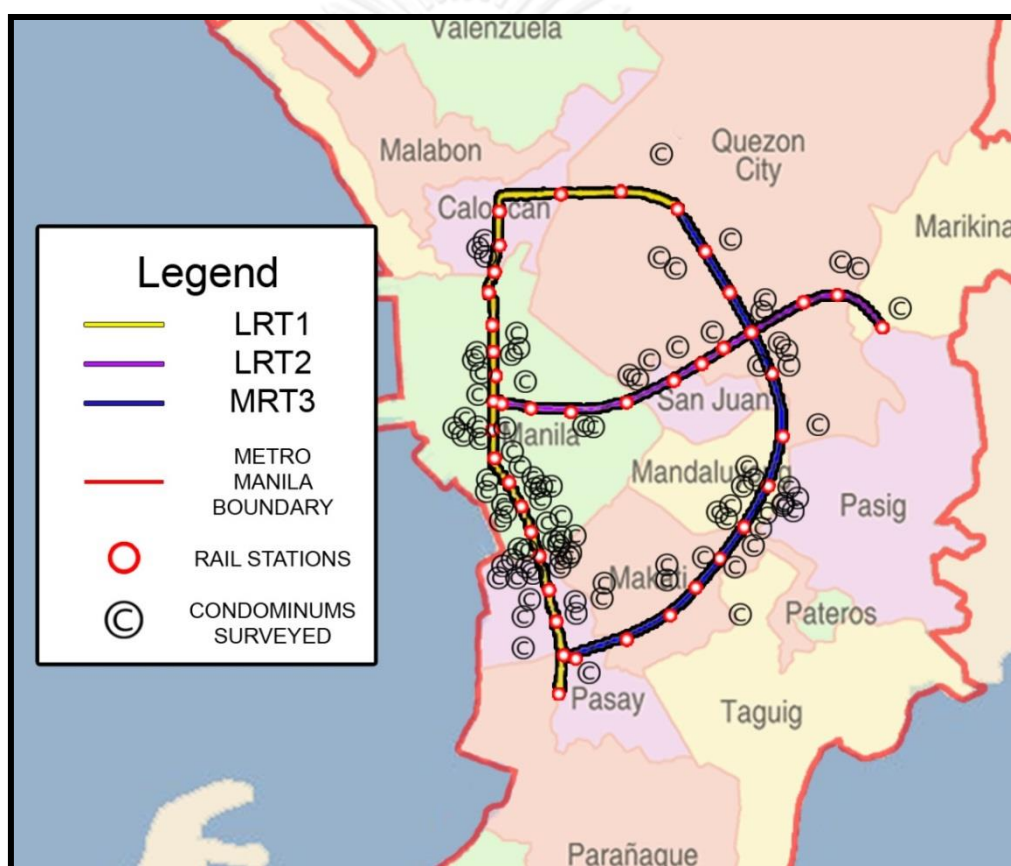 Valenzuela
Malabon
Quezon
City
Caloocan
Marikina
Legend
LRT1
LRT2
MRT3
METRO
MANILA
BOUNDARY
RAIL STATIONS
©
CONDOMINUMS
SURVEYED
San Juan
Manila
Mandaluyong
Pasig
Makati
Pateros
Pasay
Taguig
Parañaque